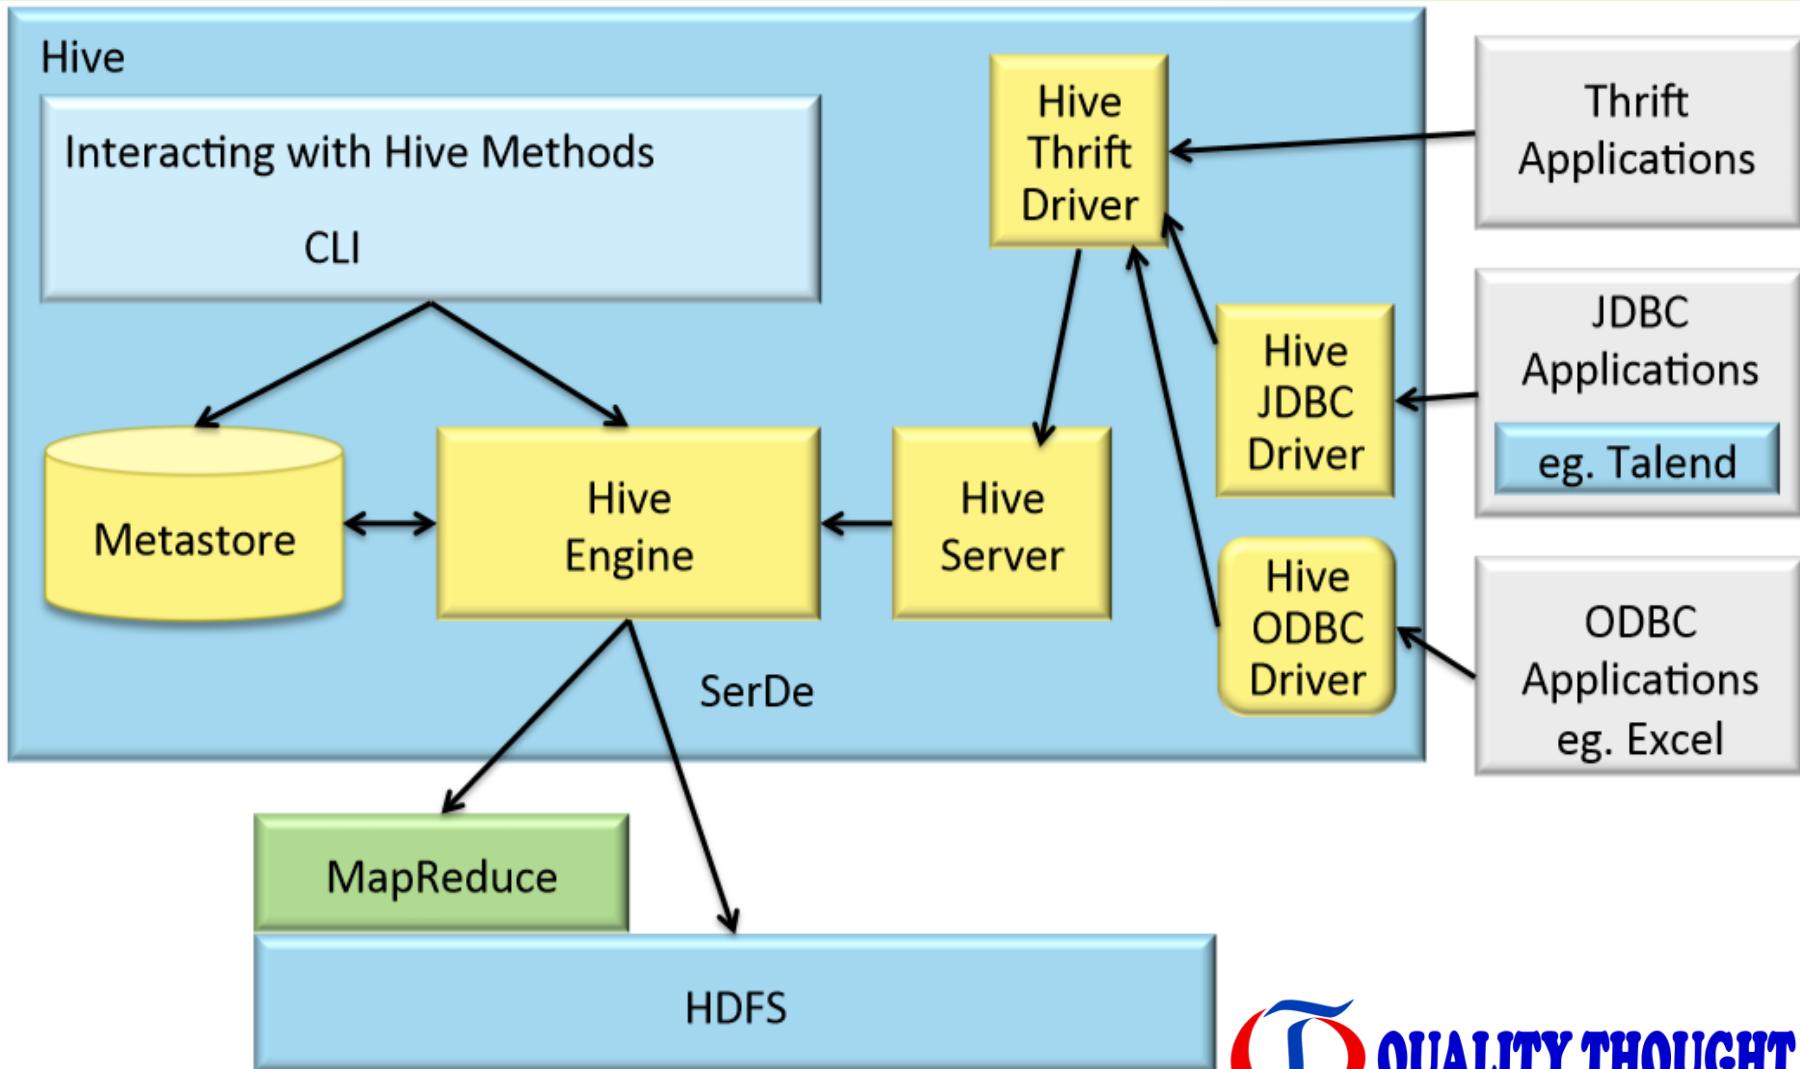 Hive
Interacting with Hive Methods
CLI
Hive
Thrift
Driver
Thrift
Applications
Hive
JDBC
Driver
JDBC
Applications
eg. Talend
Metastore
Hive
Engine
Hive
Server
Hive
ODBC
Driver
ODBC
Applications
eg. Excel
SerDe
MapReduce
HDFS
QUALITY THOUGHT